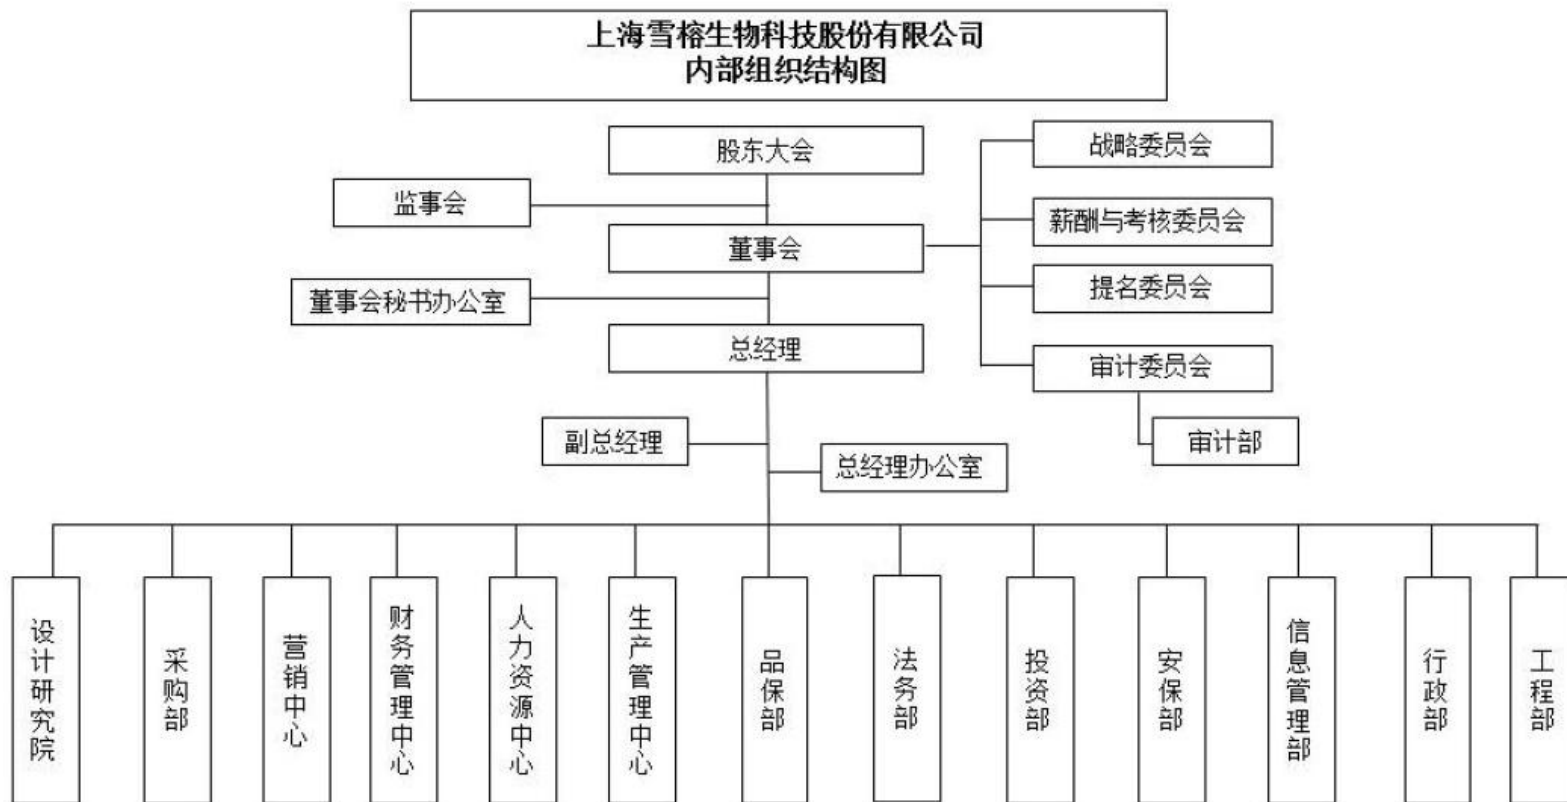 上海雪榕生物科技股份有限公司
内部组织结构图
股东大会
战略委员会
监事会
薪酬与考核委员会
董事会
提名委员会
董事会秘书办公室
总经理
审计委员会
副总经理
审计部
总经理办公室
设计研究院
采购部
营销中心
财务管理中心
人力资源中心
生产管理中心
品保部
法务部
投资部
安保部
信息管理部
行政部
工程部